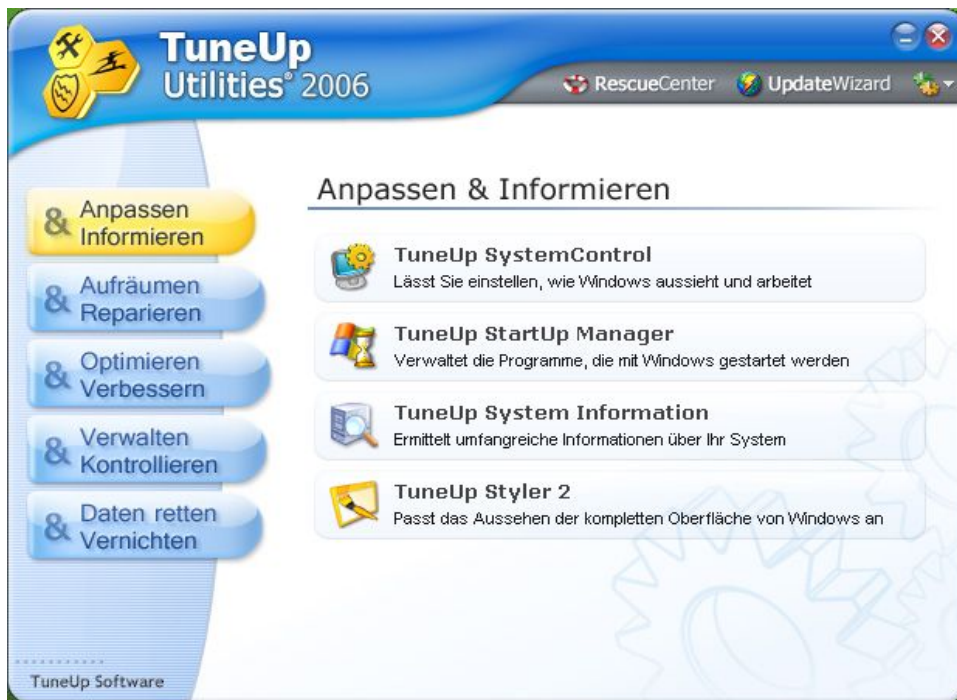 TuneUp
Utilities® 2006
RescueCenter
UpdateWizard
Anpassen & Informieren
& Anpassen
Informieren
& Aufräumen
Reparieren
& Optimieren
Verbessern
& Verwalten
Kontrollieren
& Daten retten
Vernichten
TuneUp SystemControl
Lässt Sie einstellen, wie Windows aussieht und arbeitet
TuneUp StartUp Manager
Verwaltet die Programme, die mit Windows gestartet werden
TuneUp System Information
Ermittelt umfangreiche Informationen über Ihr System
TuneUp Styler 2
Passt das Aussehen der kompletten Oberfläche von Windows an
TuneUp Software